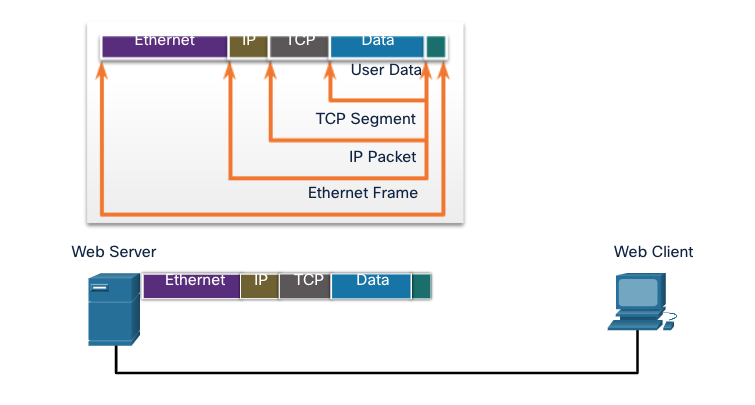 Ethernet IP TCP Data
User Data
TCP Segment
IP Packet
Ethernet Frame
Web Server Web Client
Ethernet IP TCP Data